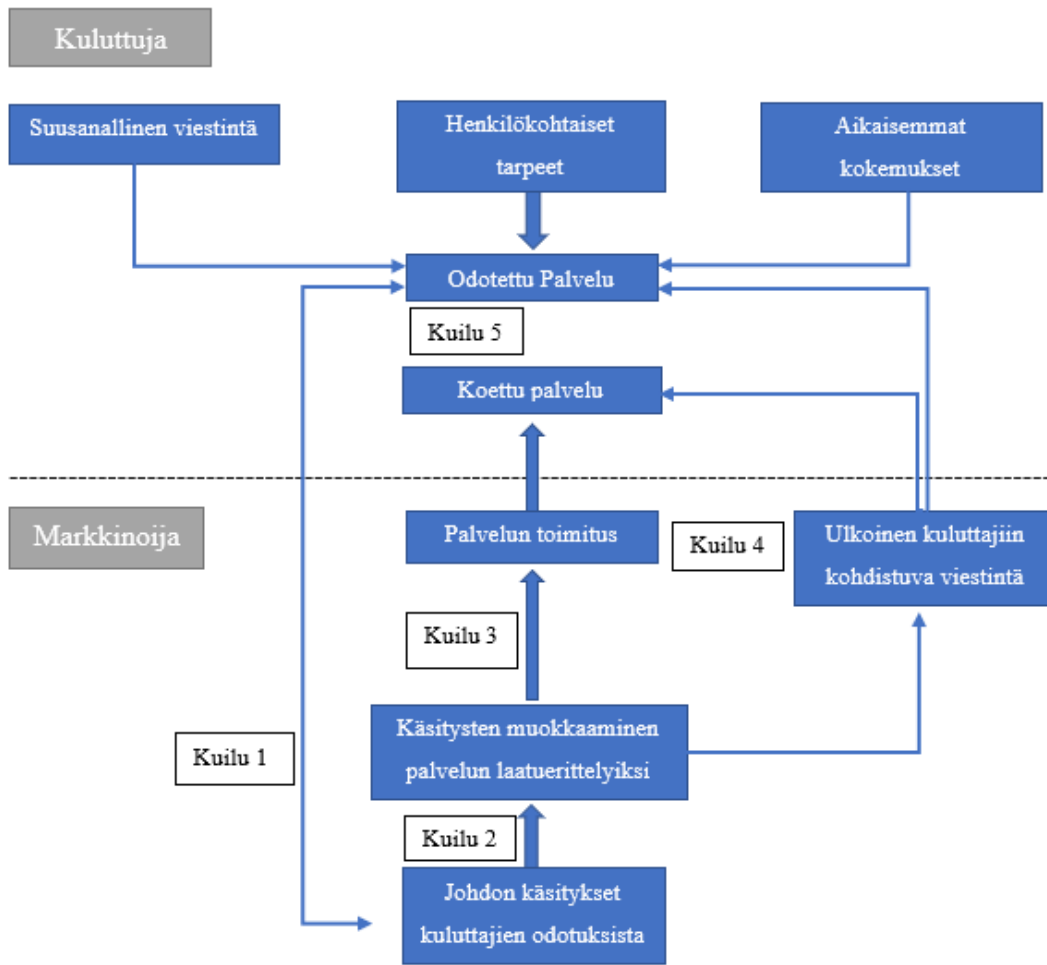 Kuluttuja
Suusanallinen viestintä
Henkilökohtaiset
tarpeet
Aikaisemmat
kokemukset
Odotettu Palvelu
Kuilu 5
Koettu palvelu
Markkinoija
Palvelun toimitus
Kuilu 4
Ulkoinen kuluttajiin
kohdistuva viestintä
Kuilu 3
Käsitysten muokkaaminen
palvelun laatuerittelyiksi
Kuilu 1
Kuilu 2
Johdon käsitykset
kuluttajien odotuksista